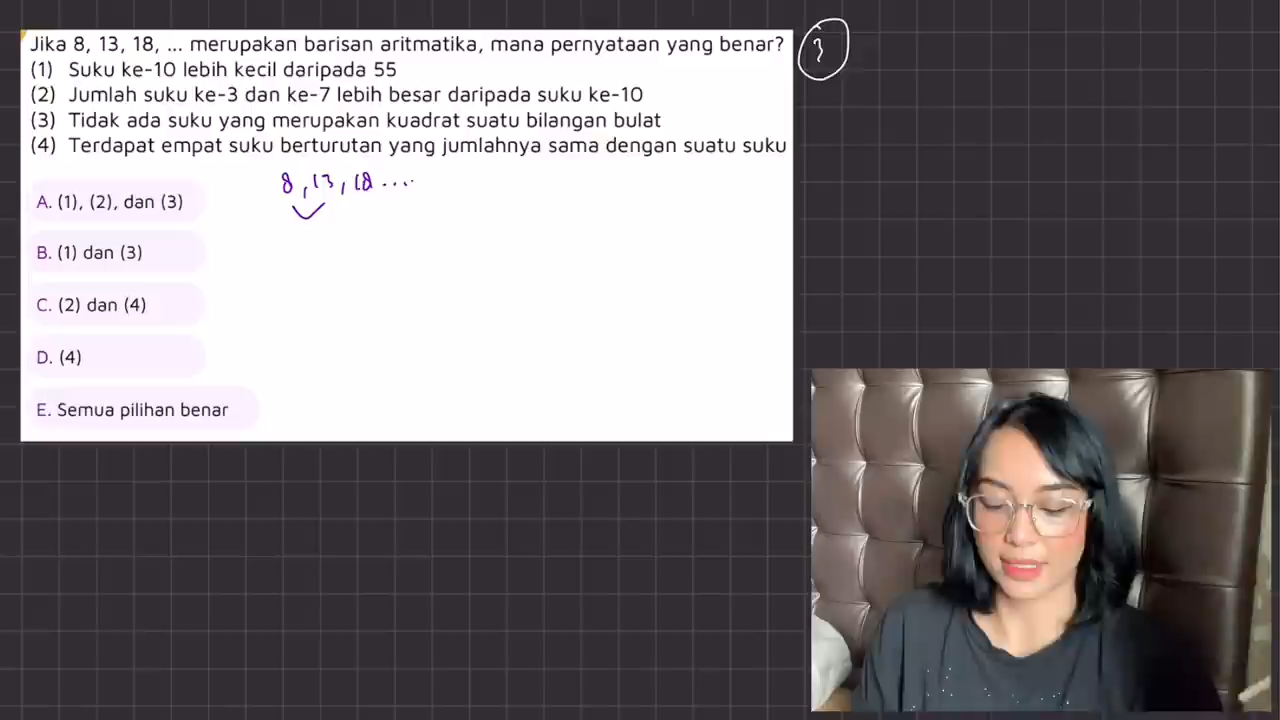 Jika 8, 13, 18, ... merupakan barisan aritmatika, mana pernyataan yang benar?
3
(1) Suku ke-10 lebih kecil daripada 55
(2) Jumlah suku ke-3 dan ke-7 lebih besar daripada suku ke-10
(3) Tidak ada suku yang merupakan kuadrat suatu bilangan bulat
(4) Terdapat empat suku berturutan yang jumlahnya sama dengan suatu suku
8, 13, 18 ....
A. (1), (2), dan (3)
B. (1) dan (3)
C. (2) dan (4)
D. (4)
E. Semua pilihan benar